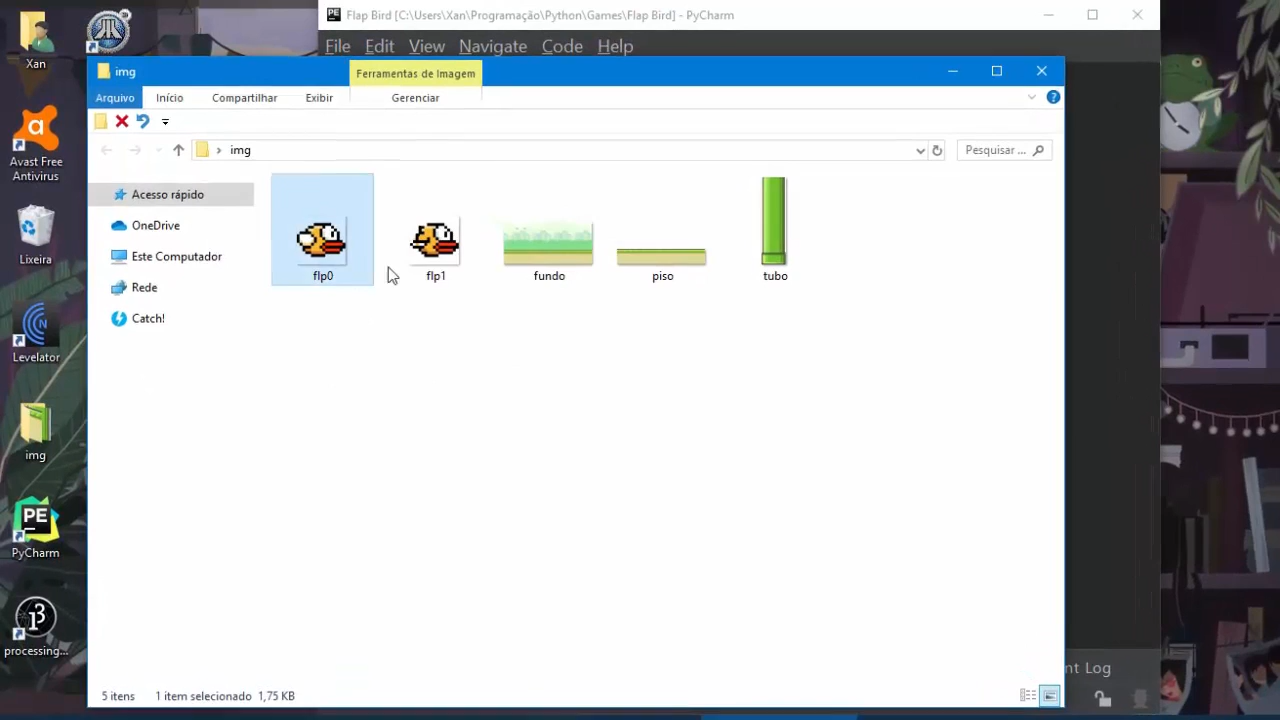 Flap Bird [C:\Users\Xan\Programação\Python\Games\Flap Bird] - PyCharm
File Edit View Navigate Code Help
img
Ferramentas de Imagem
Arquivo Início Compartilhar Exibir Gerenciar
img
Pesquisar ...
Acesso rápido
OneDrive
Este Computador
Rede
Catch!
flp0 flp1 fundo piso tubo
5 itens 1 item selecionado 1,75 KB
Xan
Avast Free
Antivirus
Lixeira
Levelator
img
PE
PyCharm
processing...
nt Log